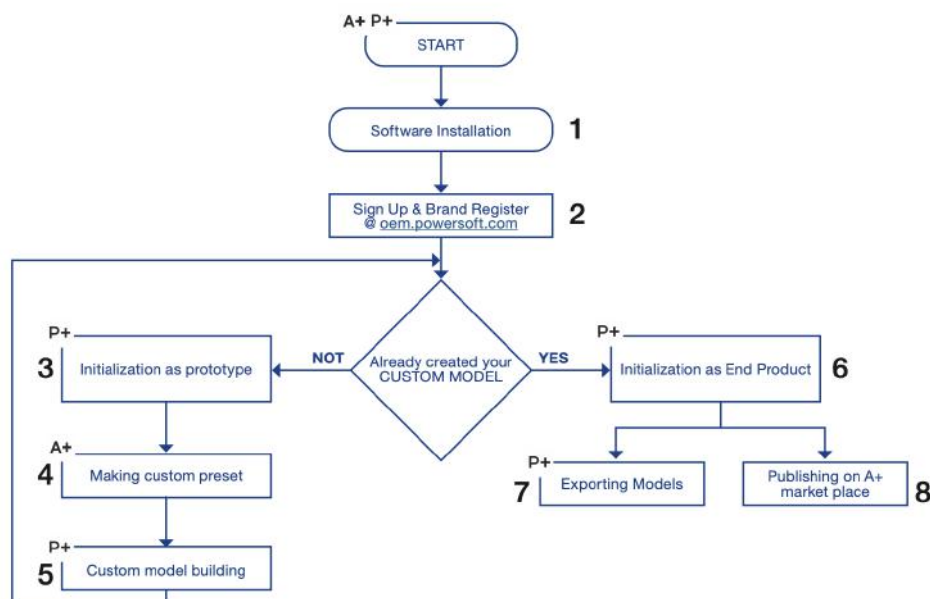 A+ P+
START
Software Installation
1
Sign Up & Brand Register
@ oem.powersoft.com
2
Already created your
CUSTOM MODEL
NOT
YES
P+
3
Initialization as prototype
A+
4
Making custom preset
P+
5
Custom model building
P+
Initialization as End Product
6
P+
7
Exporting Models
Publishing on A+
market place
8